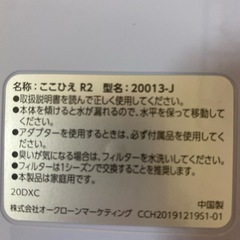 名称：ここひえ R2　型名：20013-J
●取扱説明書を読んで正しく使用してください。
●本体を傾けると水が漏れるので、水平を保って移動して
ください。
●アダプターを使用するときは、必ず付属品を使用して
ください。
●臭いが気になる場合は、フィルターを水洗いしてください。
●フィルターは1シーズンで交換することを推奨します。
●本製品は家庭用です。
20DXC
中国製
株式会社オークローンマーケティング CCH20191219S1-01